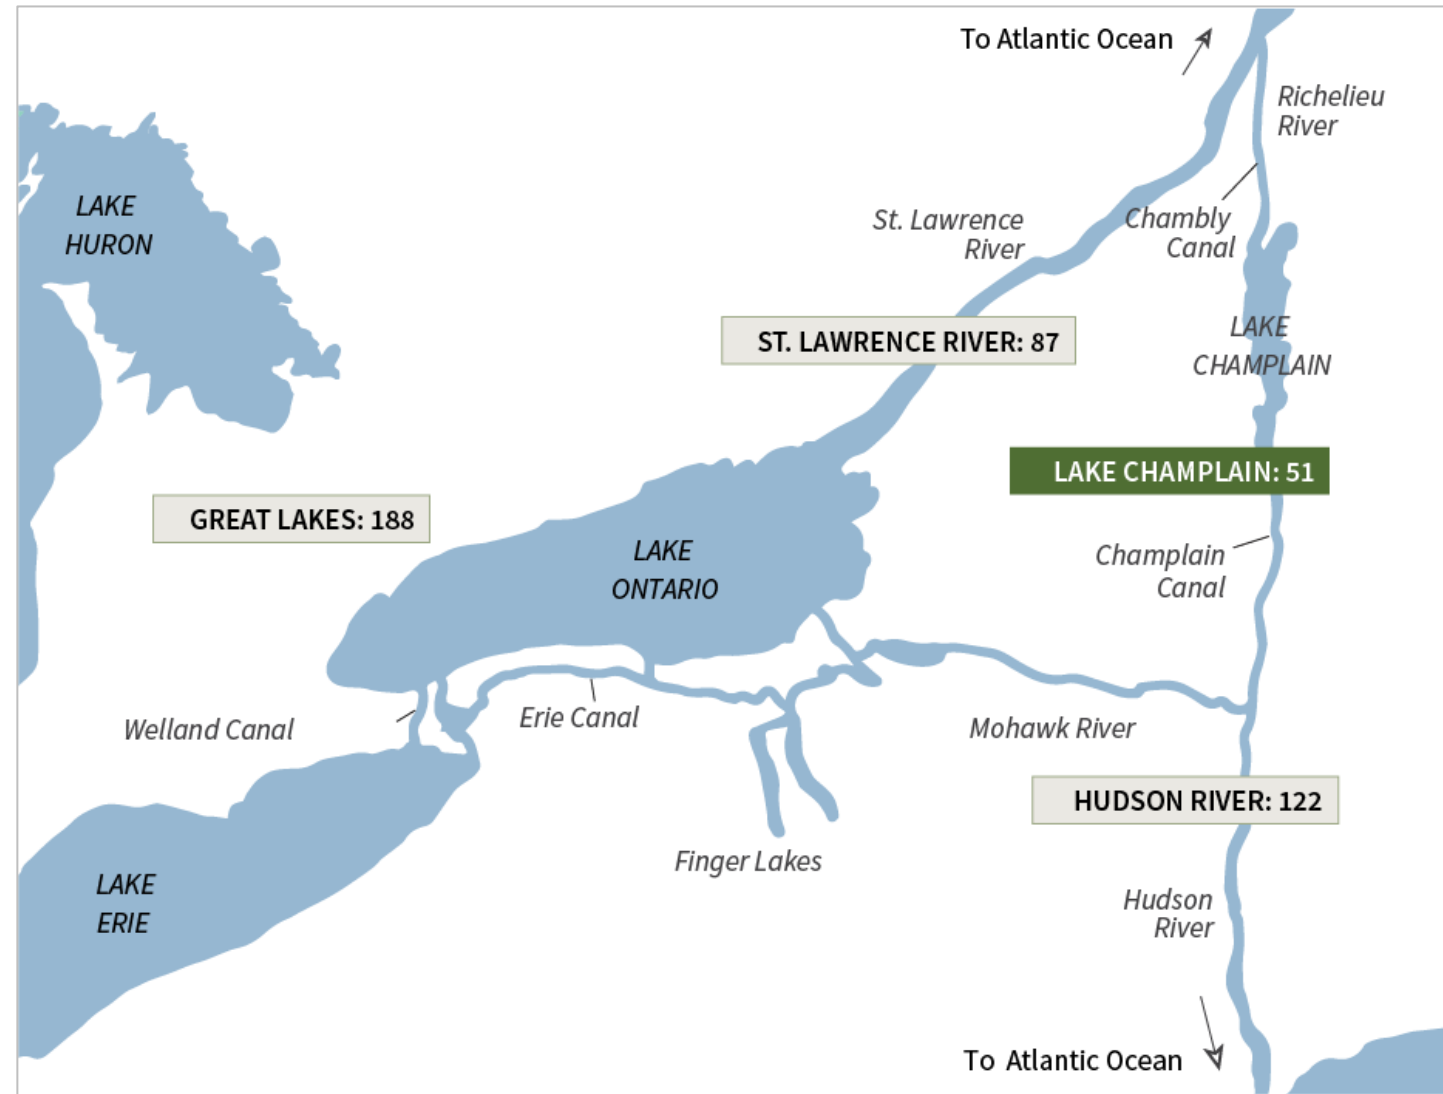 To Atlantic Ocean
Richelieu
River
LAKE
HURON
St. Lawrence
River
Chambly
Canal
LAKE
CHAMPLAIN
ST. LAWRENCE RIVER: 87
LAKE CHAMPLAIN: 51
GREAT LAKES: 188
LAKE
ONTARIO
Champlain
Canal
Welland Canal
Erie Canal
Mohawk River
HUDSON RIVER: 122
Finger Lakes
LAKE
ERIE
Hudson
River
To Atlantic Ocean